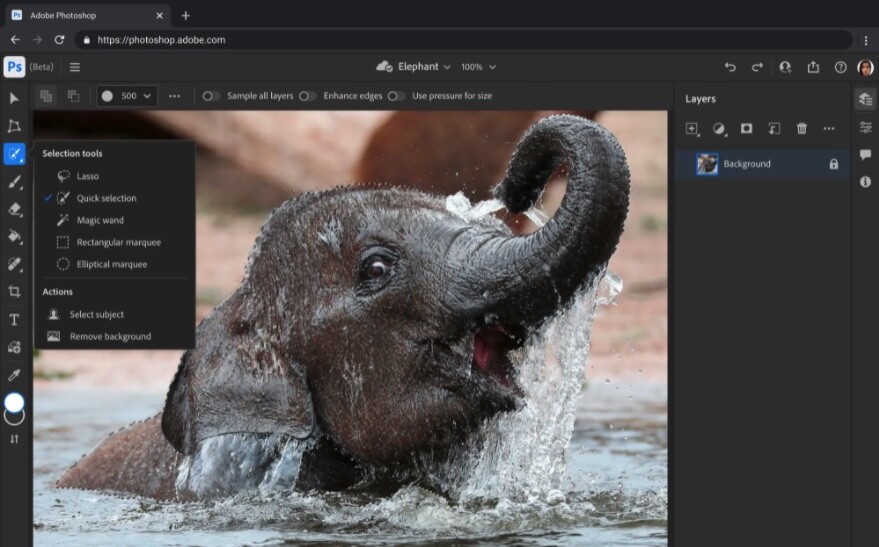 Ps Adobe Photoshop
https://photoshop.adobe.com
Ps (Beta) Elephant 100%
500 Sample all layers Enhance edges Use pressure for size
Layers
Background
Selection tools
Lasso
Quick selection
Magic wand
Rectangular marquee
Elliptical marquee
Actions
Select subject
Remove background
T